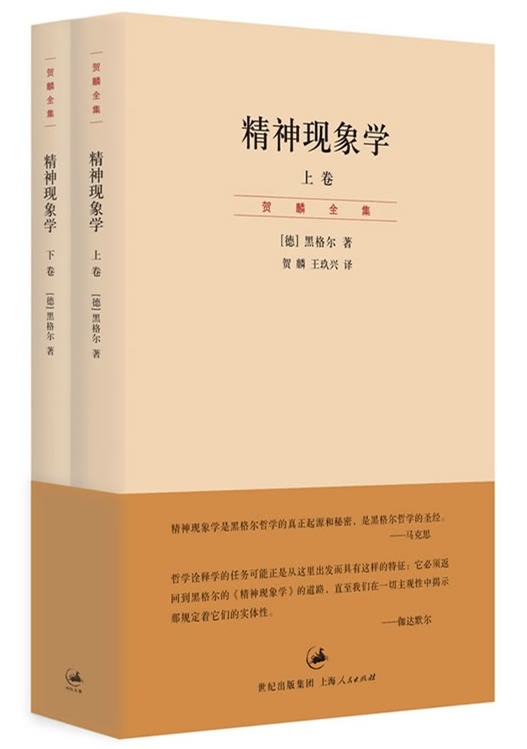 贺麟全集
精神现象学
下卷
[德]黑格尔 著
贺麟全集
精神现象学
上卷
[德]黑格尔 著
精神现象学
上卷
贺麟全集
[德] 黑格尔 著
贺 麟 王玖兴 译
精神现象学是黑格尔哲学的真正起源和秘密，是黑格尔哲学的圣经。
——马克思
哲学诠释学的任务可能正是从这里出发而具有这样的特征：它必须返
回到黑格尔的《精神现象学》的道路，直至我们在一切主观性中揭示
那规定着它们的实体性。
——伽达默尔
世纪出版集团 上海人民出版社